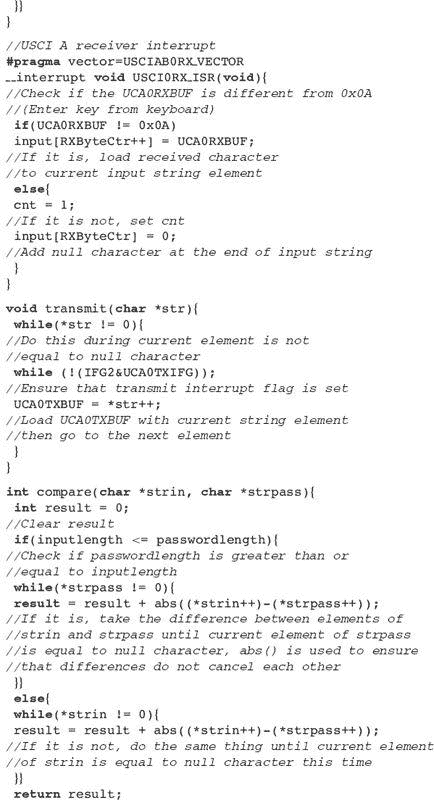 }}
}
//USCI A receiver interrupt
#pragma vector=USCIAB0RX_VECTOR
__interrupt void USCI0RX_ISR(void){
//Check if the UCA0RXBUF is different from 0x0A
//(Enter key from keyboard)
if(UCA0RXBUF != 0x0A)
input[RXByteCtr++] = UCA0RXBUF;
//If it is, load received character
//to current input string element
else{
cnt = 1;
//If it is not, set cnt
input[RXByteCtr] = 0;
//Add null character at the end of input string
}
}
void transmit(char *str){
while(*str != 0){
//Do this during current element is not
//equal to null character
while (!(IFG2&UCA0TXIFG));
//Ensure that transmit interrupt flag is set
UCA0TXBUF = *str++;
//Load UCA0TXBUF with current string element
//then go to the next element
}
}
int compare(char *strin, char *strpass){
int result = 0;
//Clear result
if(inputlength <= passwordlength){
//Check if passwordlength is greater than or
//equal to inputlength
while(*strpass != 0){
result = result + abs((*strin++)-(*strpass++));
//If it is, take the difference between elements of
//strin and strpass until current element of strpass
//is equal to null character, abs() is used to ensure
//that differences do not cancel each other
}}
else{
while(*strin != 0){
result = result + abs((*strin++)-(*strpass++));
//If it is not, do the same thing until current element
//of strin is equal to null character this time
}}
return result;